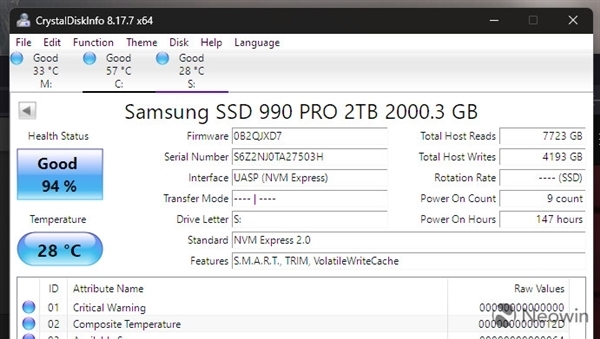 CrystalDiskInfo 8.17.7 x64
File Edit Function Theme Disk Help Language
Good Good Good
33 °C 57 °C 28 °C
M: C: S:
Samsung SSD 990 PRO 2TB 2000.3 GB
Health Status
Good
94 %
Temperature
28 °C
Firmware 0B2QJXD7
Serial Number S6Z2NJ0TA27503H
Interface UASP (NVM Express)
Transfer Mode ---- | ----
Drive Letter S:
Standard NVM Express 2.0
Features S.M.A.R.T., TRIM, VolatileWriteCache
Total Host Reads 7723 GB
Total Host Writes 4193 GB
Rotation Rate ---- (SSD)
Power On Count 9 count
Power On Hours 147 hours
ID Attribute Name Raw Values
01 Critical Warning 00000000000000
02 Composite Temperature 0000000000012D
Neowin